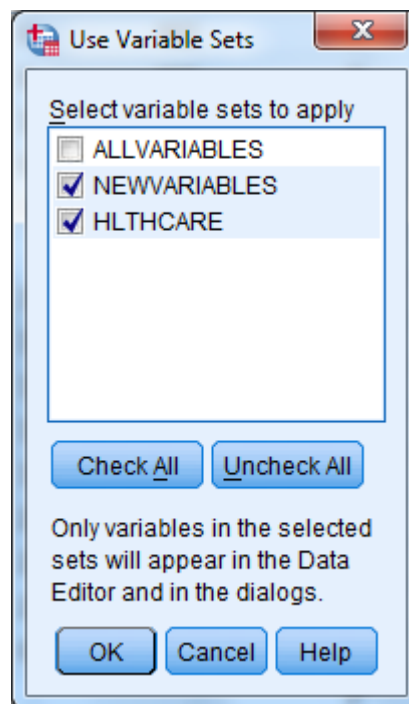 Use Variable Sets
Select variable sets to apply
ALLVARIABLES
NEWVARIABLES
HLTHCARE
Check All Uncheck All
Only variables in the selected
sets will appear in the Data
Editor and in the dialogs.
OK Cancel Help